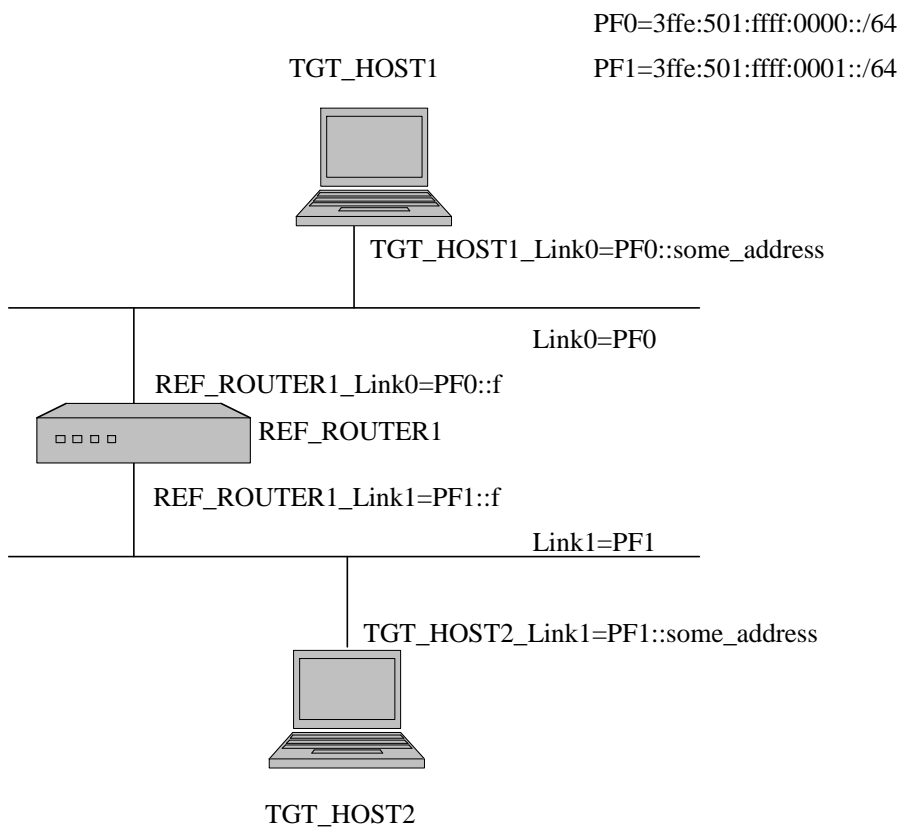 PF0=3ffe:501:ffff:0000::/64
TGT_HOST1
PF1=3ffe:501:ffff:0001::/64
TGT_HOST1_Link0=PF0::some_address
Link0=PF0
REF_ROUTER1_Link0=PF0::f
REF_ROUTER1
REF_ROUTER1_Link1=PF1::f
Link1=PF1
TGT_HOST2_Link1=PF1::some_address
TGT_HOST2